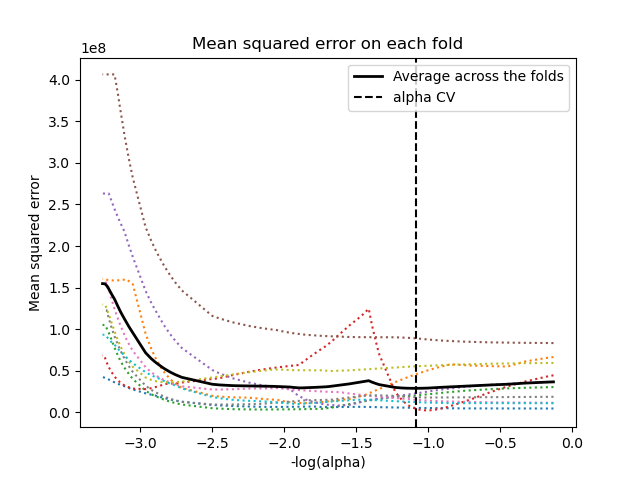 Mean squared error on each fold
1e8
Average across the folds
alpha CV
4.0
3.5
3.0
2.5
2.0
1.5
1.0
0.5
0.0
Mean squared error
−3.0 −2.5 −2.0 −1.5 −1.0 −0.5 0.0
-log(alpha)